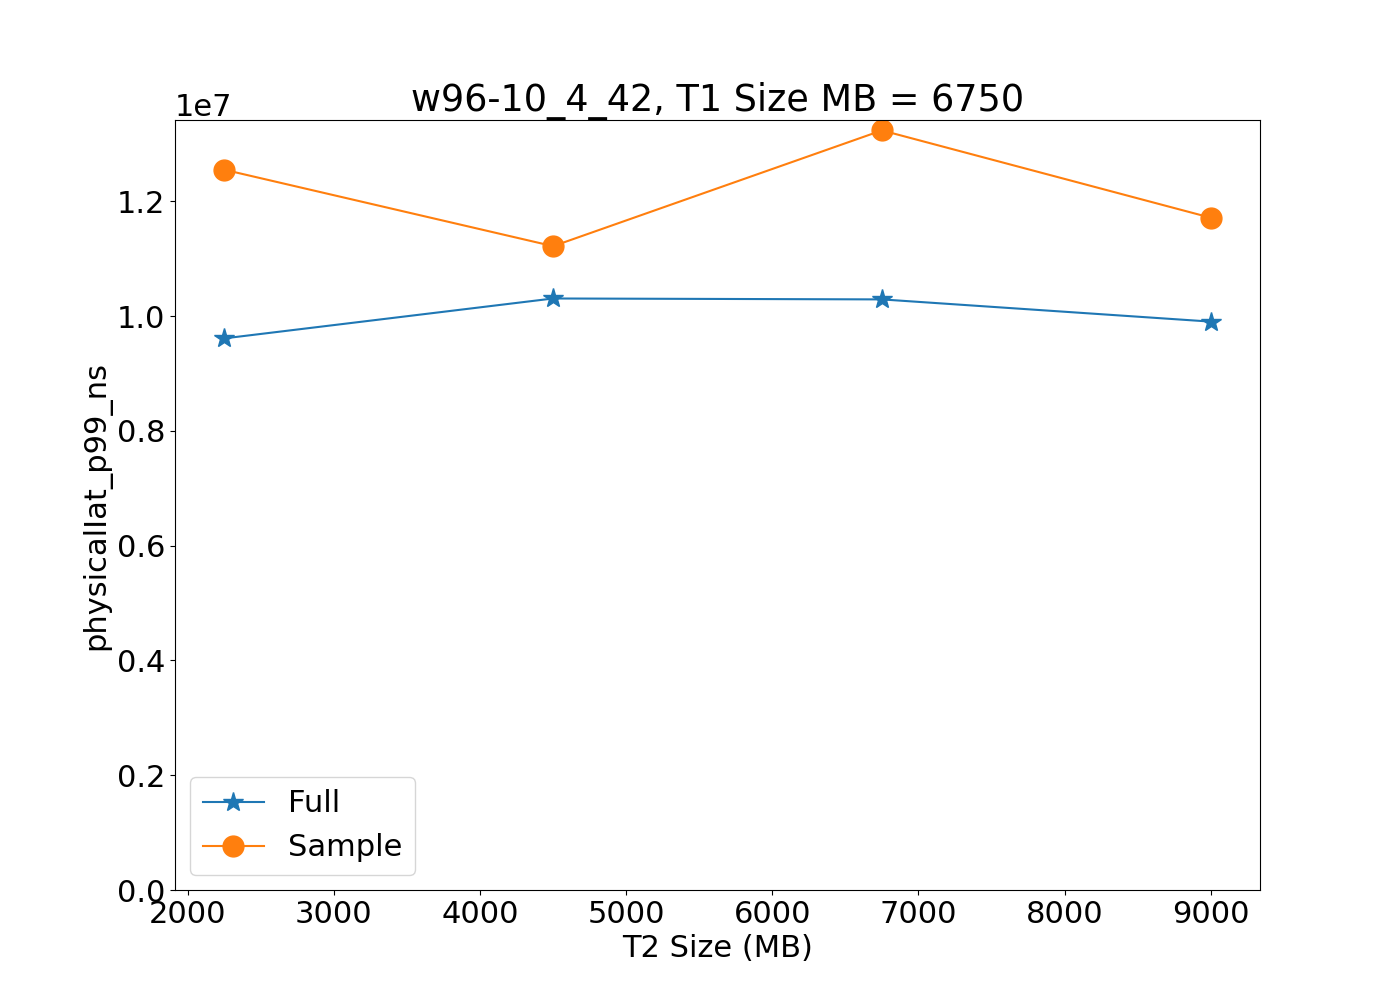 w96-10_4_42, T1 Size MB = 6750
1e7
1.2
1.0
0.8
0.6
0.4
0.2
0.0
physicallat_p99_ns
Full
Sample
2000 3000 4000 5000 6000 7000 8000 9000
T2 Size (MB)